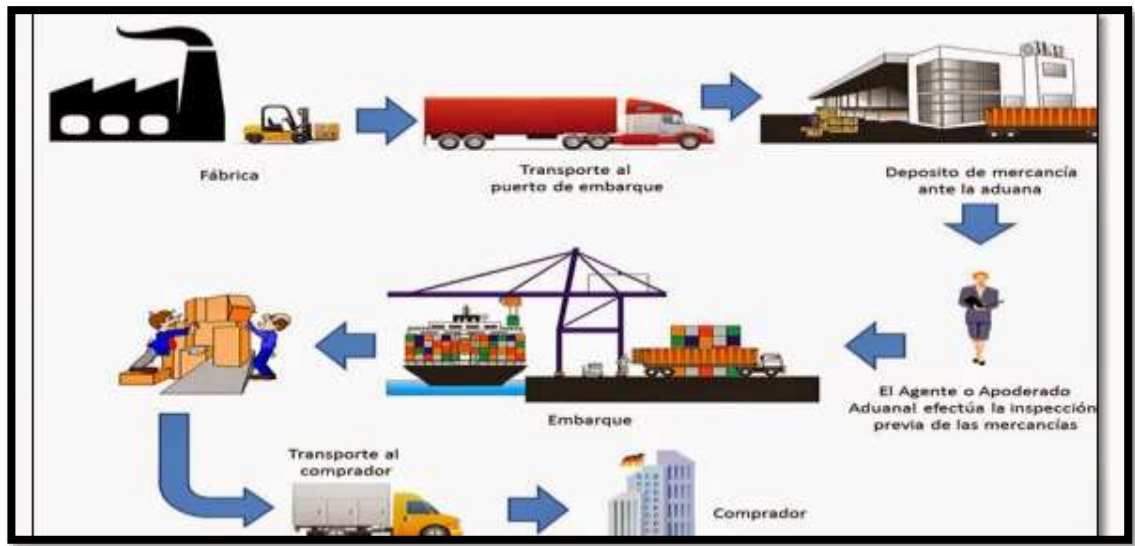 Fábrica
Transporte al
puerto de embarque
Deposito de mercancía
ante la aduana
El Agente o Apoderado
Aduanal efectúa la inspección
previa de las mercancías
Embarque
Transporte al
comprador
Comprador